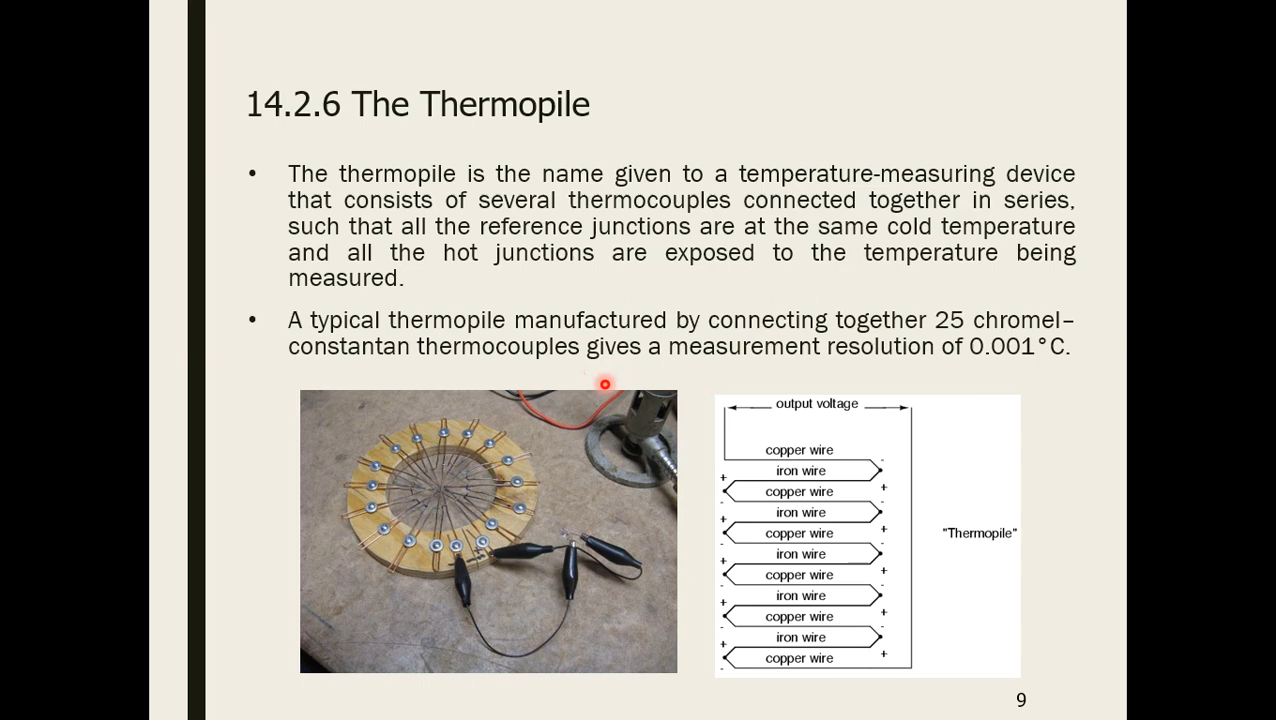 14.2.6 The Thermopile
• The thermopile is the name given to a temperature-measuring device
that consists of several thermocouples connected together in series,
such that all the reference junctions are at the same cold temperature
and all the hot junctions are exposed to the temperature being
measured.
• A typical thermopile manufactured by connecting together 25 chromel–
constantan thermocouples gives a measurement resolution of 0.001°C.
output voltage
copper wire
-
iron wire
+
+
copper wire
-
-
iron wire
+
+
copper wire
-
-
iron wire
+
+
copper wire
-
-
iron wire
+
+
copper wire
-
-
iron wire
+
+
copper wire
-
"Thermopile"
9